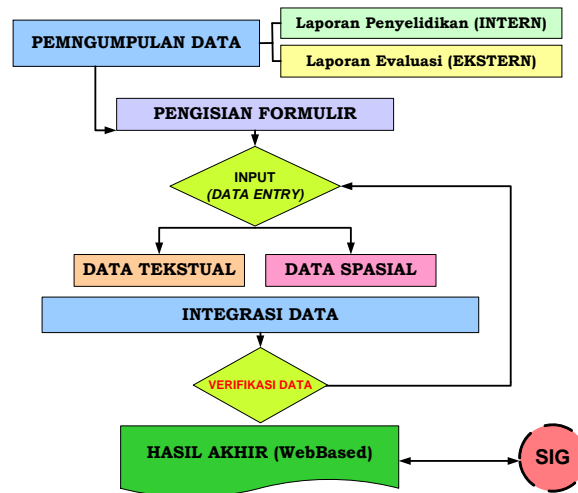 PEMNGUMPULAN DATA
Laporan Penyelidikan (INTERN)
Laporan Evaluasi (EKSTERN)
PENGISIAN FORMULIR
INPUT
(DATA ENTRY)
DATA TEKSTUAL
DATA SPASIAL
INTEGRASI DATA
VERIFIKASI DATA
HASIL AKHIR (WebBased)
SIG